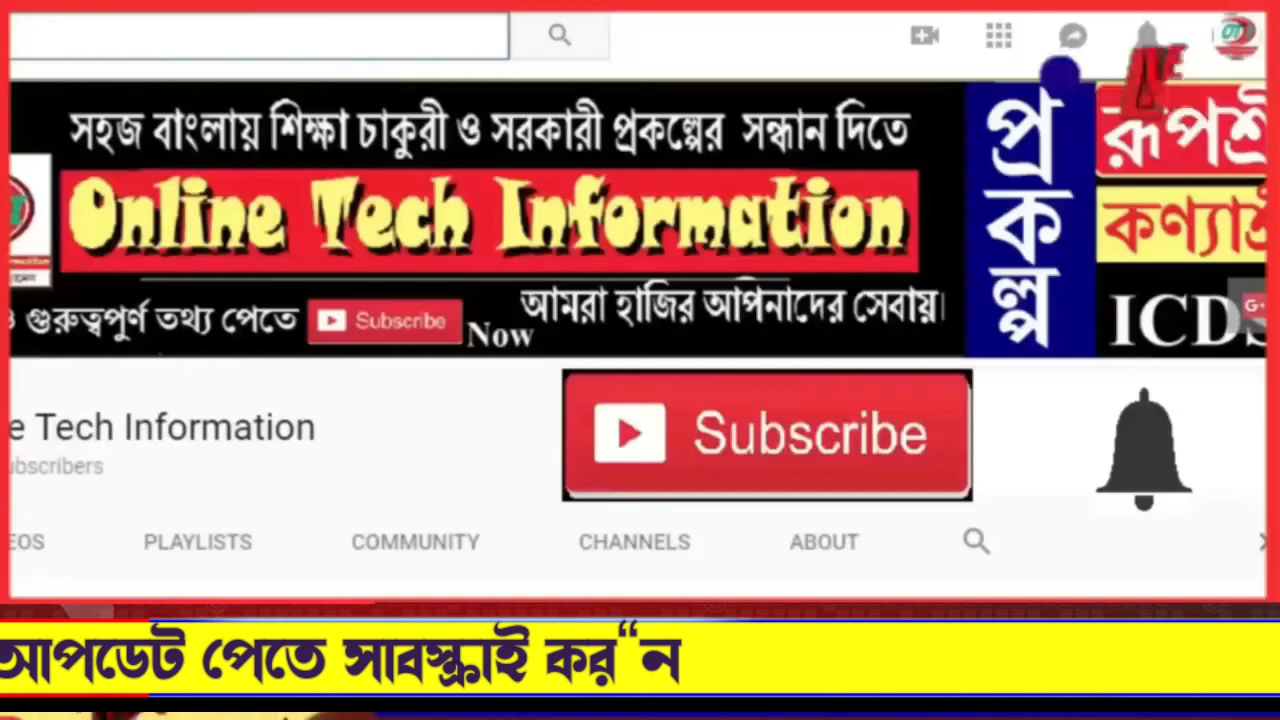 সহজ বাংলায় শিক্ষা চাকুরী ও সরকারী প্রকল্পের সন্ধান দিতে
Online Tech Information
গুরুত্বপুর্ণ তথ্য পেতে Subscribe Now
আমরা হাজির আপনাদের সেবায়।
প্রকল্প
রূপশ্রী
কণ্যাশ্রী
ICDS
G+
e Tech Information
ubscribers
Subscribe
EOS PLAYLISTS COMMUNITY CHANNELS ABOUT
আপডেট পেতে সাবস্ক্রাই কর“ন